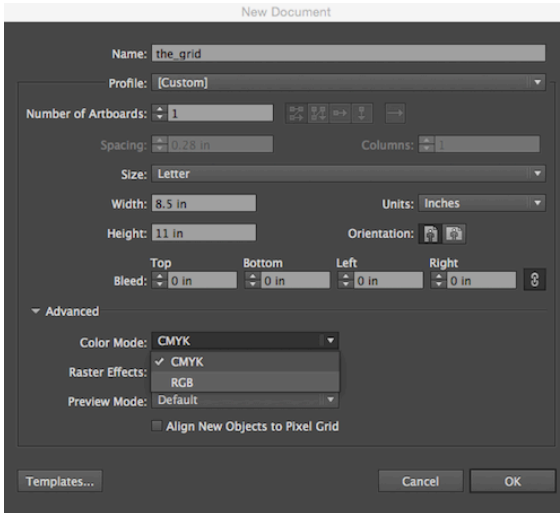 New Document
Name: the_grid
Profile: [Custom]
Number of Artboards: 1
Spacing: 0.28 in Columns: 1
Size: Letter
Width: 8.5 in Units: Inches
Height: 11 in Orientation:
Top Bottom Left Right
Bleed: 0 in 0 in 0 in 0 in
Advanced
Color Mode: CMYK
CMYK
Raster Effects:
RGB
Preview Mode: Default
Align New Objects to Pixel Grid
Templates... Cancel OK